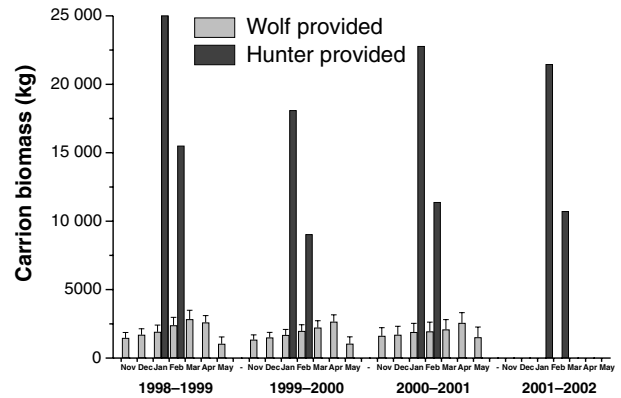 25 000
20 000
15 000
10 000
5000
0
Carrion biomass (kg)
Wolf provided
Hunter provided
Nov Dec Jan Feb Mar Apr May - Nov Dec Jan Feb Mar Apr May - Nov Dec Jan Feb Mar Apr May - Nov Dec Jan Feb Mar Apr May
1998–1999 1999–2000 2000–2001 2001–2002